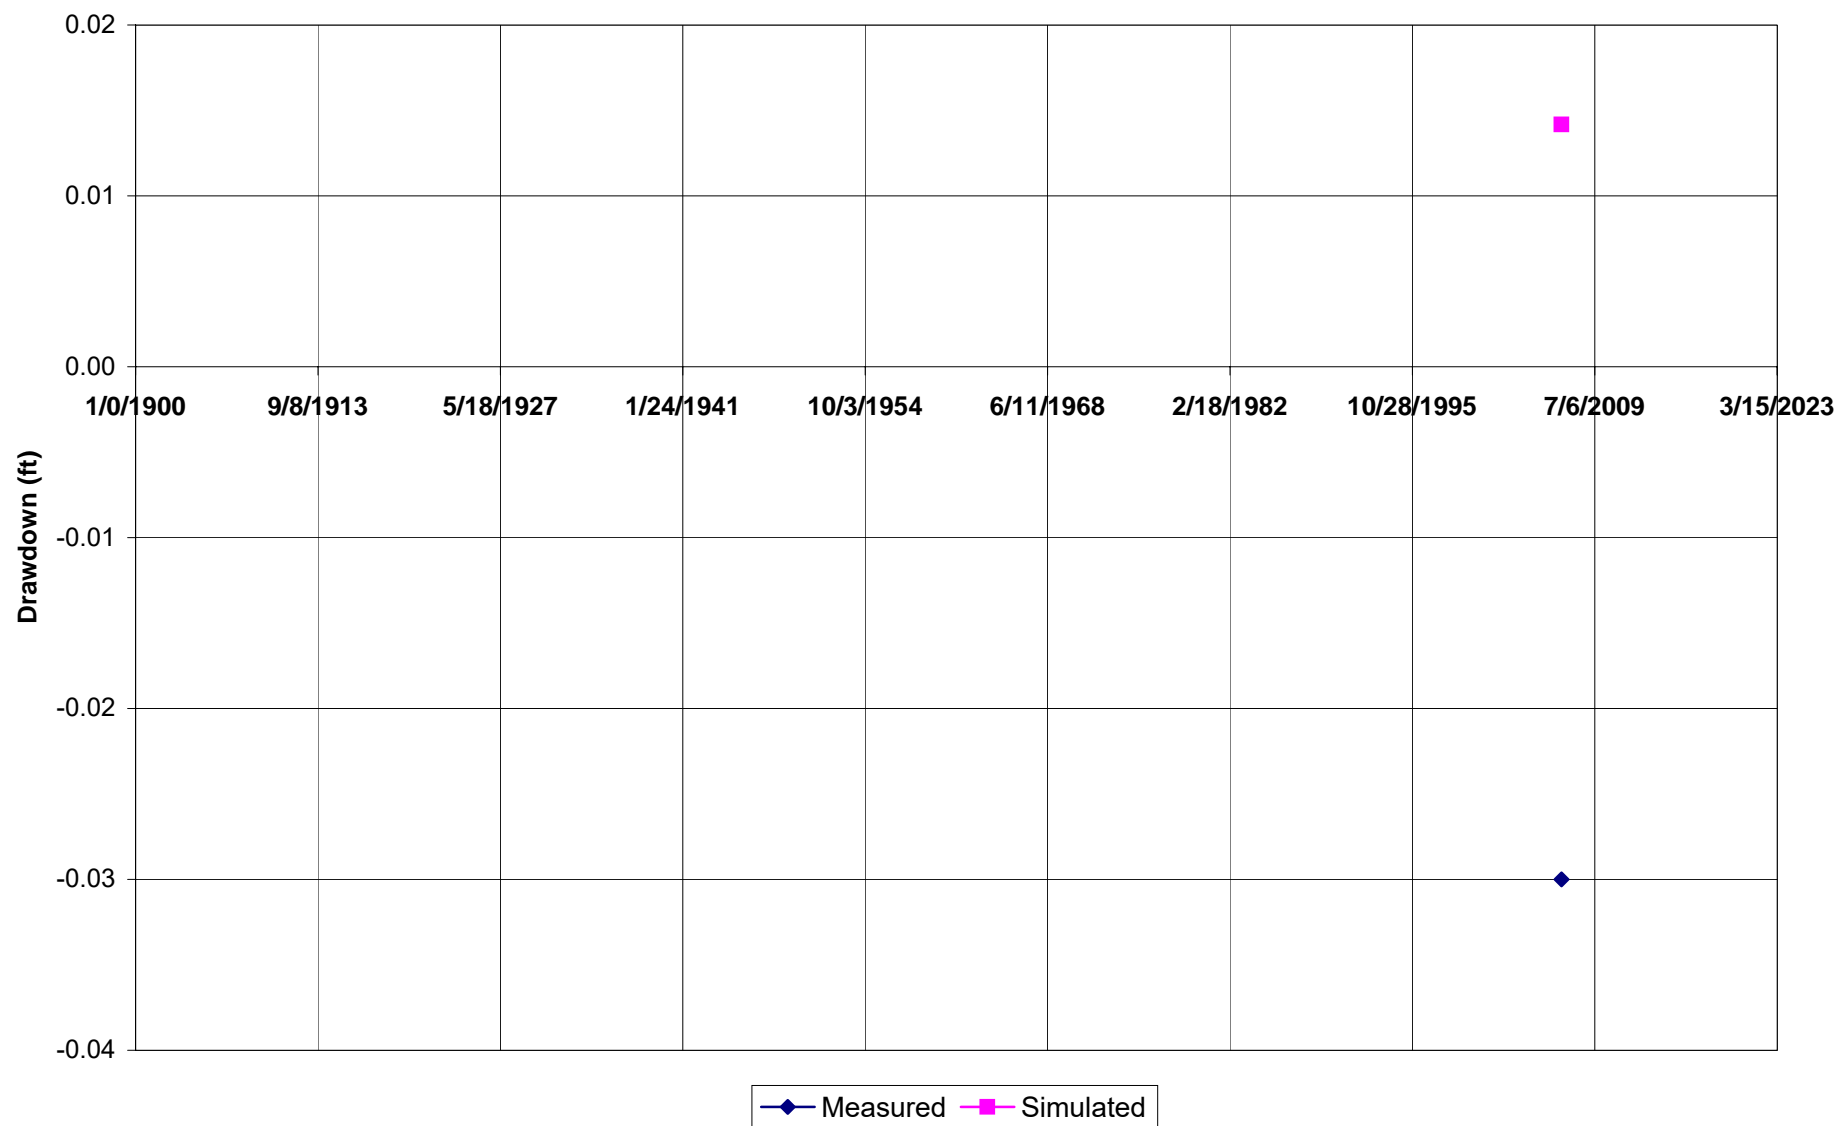 0.02
0.01
0.00
1/0/1900 9/8/1913 5/18/1927 1/24/1941 10/3/1954 6/11/1968 2/18/1982 10/28/1995 7/6/2009 3/15/2023
Drawdown (ft)
-0.01
-0.02
-0.03
-0.04
Measured Simulated